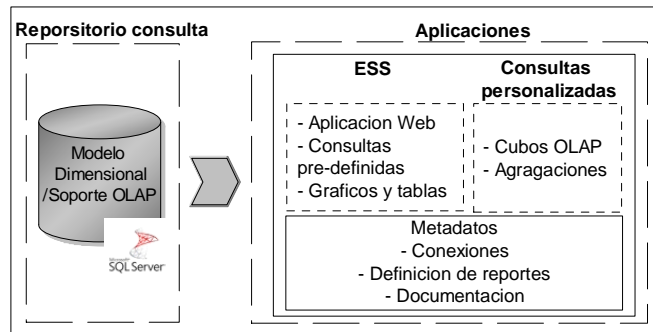 Reporsitorio consulta
Modelo
Dimensional
/Soporte OLAP
Microsoft
SQL Server
Aplicaciones
ESS
- Aplicacion Web
- Consultas
pre-definidas
- Graficos y tablas
Consultas
personalizadas
- Cubos OLAP
- Agragaciones
Metadatos
- Conexiones
- Definicion de reportes
- Documentacion